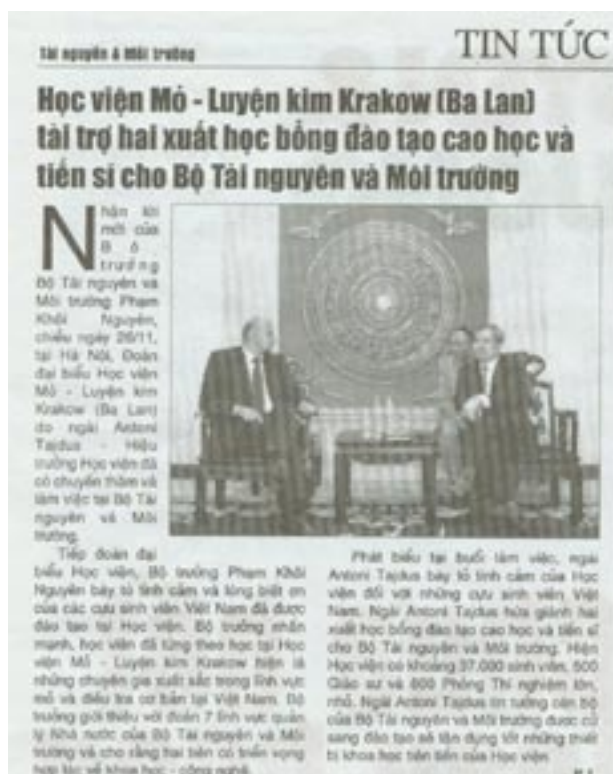 Tài nguyên & Môi trường
TIN TỨC
Học viện Mỏ - Luyện kim Krakow (Ba Lan)
tài trợ hai xuất học bổng đào tạo cao học và
tiến sĩ cho Bộ Tài nguyên và Môi trường
Nhận lời
mời của
Bộ
trưởng
Bộ Tài nguyên và
Môi trường Phạm
Khôi Nguyên,
chiều ngày 26/11,
tại Hà Nội, Đoàn
đại biểu Học viện
Mỏ - Luyện kim
Krakow (Ba Lan)
do ngài Antoni
Tajdus - Hiệu
trưởng Học viện đã
có chuyến thăm và
làm việc tại Bộ Tài
nguyên và Môi
trường.
Tiếp đoàn đại
biểu Học viện, Bộ trưởng Phạm Khôi
Nguyên bày tỏ tình cảm và lòng biết ơn
của các cựu sinh viên Việt Nam đã được
đào tạo tại Học viện. Bộ trưởng nhấn
mạnh, học viên đã từng theo học tại Học
viện Mỏ - Luyện kim Krakow hiện là
những chuyên gia xuất sắc trong lĩnh vực
mỏ và điều tra cơ bản tại Việt Nam. Bộ
trưởng giới thiệu với đoàn 7 lĩnh vực quản
lý Nhà nước của Bộ Tài nguyên và Môi
trường và cho rằng hai bên có triển vọng
hợp tác về khoa học - công nghệ.
Phát biểu tại buổi làm việc, ngài
Antoni Tajdus bày tỏ tình cảm của Học
viện đối với những cựu sinh viên Việt
Nam. Ngài Antoni Tajdus hứa giành hai
xuất học bổng đào tạo cao học và tiến sĩ
cho Bộ Tài nguyên và Môi trường. Hiện
Học viện có khoảng 37.000 sinh viên, 500
Giáo sư và 800 Phòng Thí nghiệm lớn,
nhỏ. Ngài Antoni Tajdus tin tưởng cán bộ
của Bộ Tài nguyên và Môi trường được cử
sang đào tạo sẽ tận dụng tốt những thiết
bị khoa học tiên tiến của Học viện.